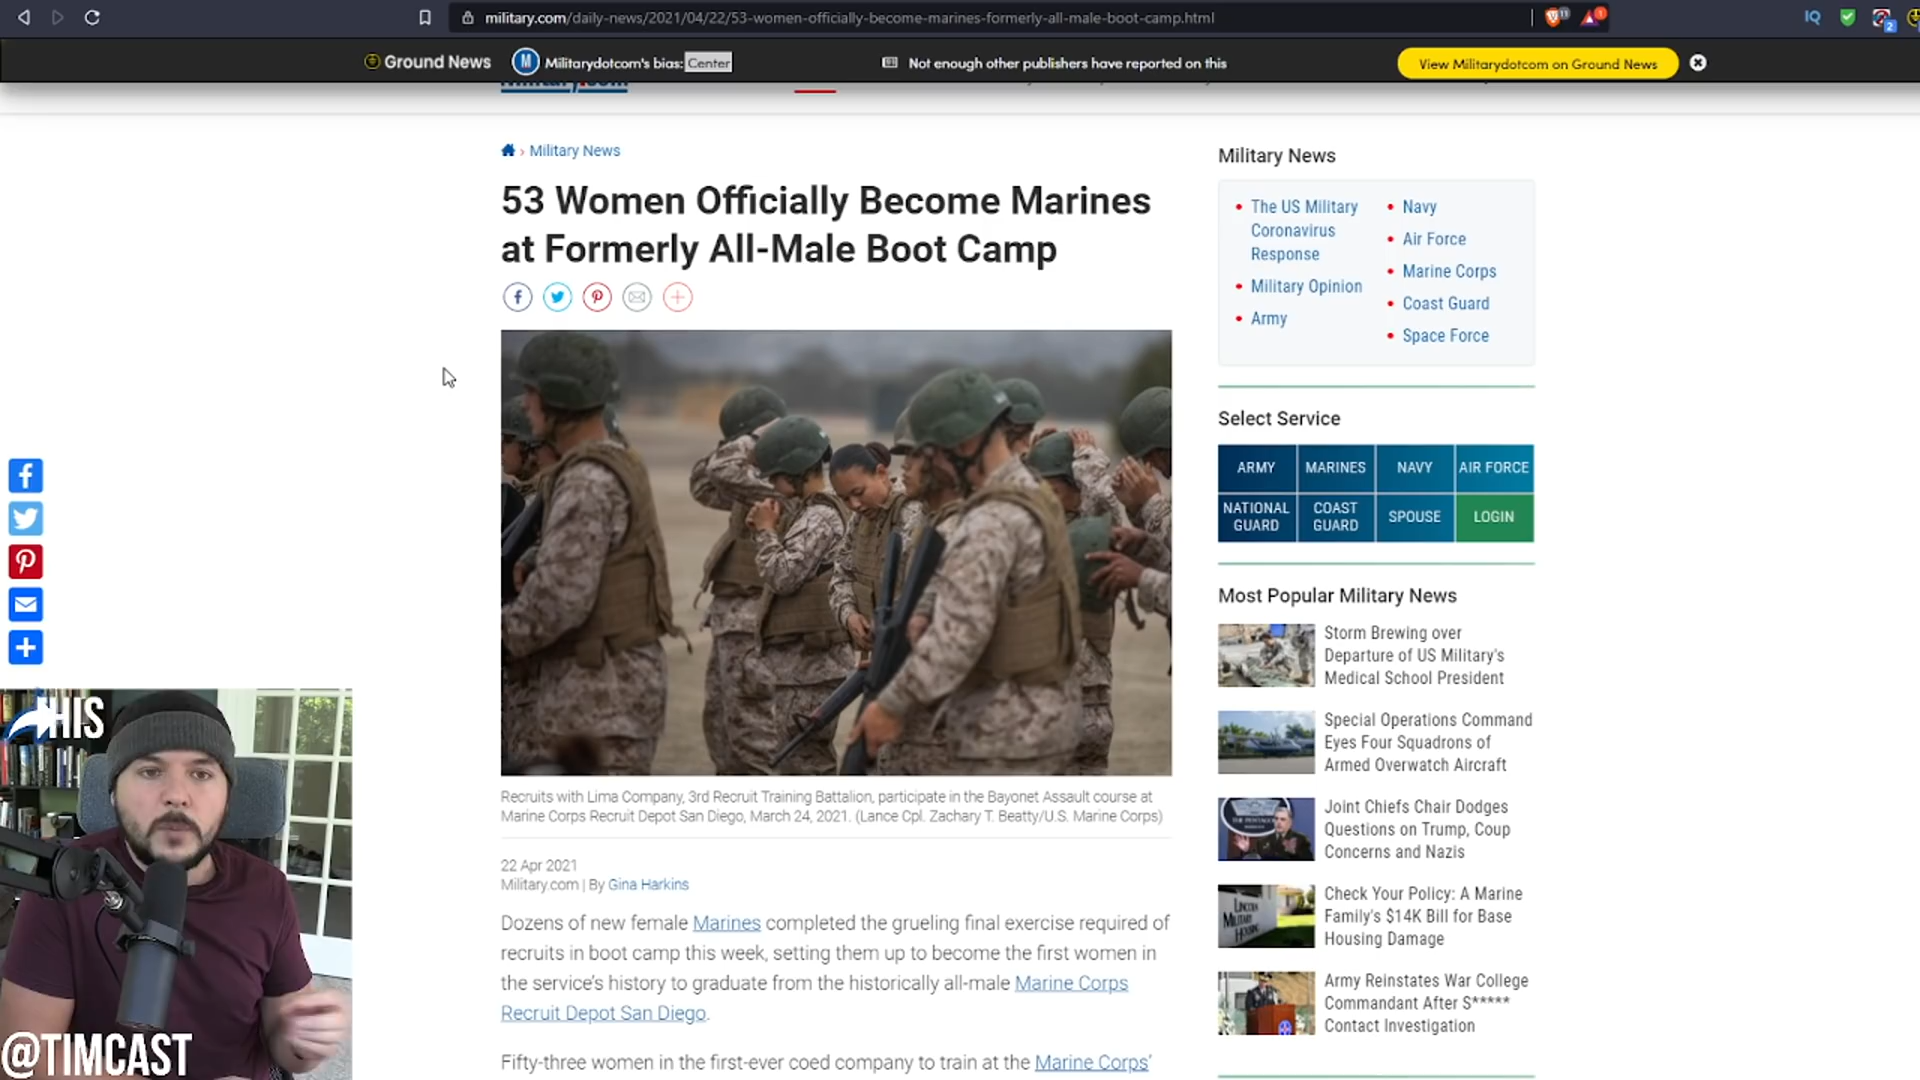 military.com/daily-news/2021/04/22/53-women-officially-become-marines-formerly-all-male-boot-camp.html
Ground News
M
Militarydotcom's bias: Center
Not enough other publishers have reported on this
View Militarydotcom on Ground News
Military News
53 Women Officially Become Marines
at Formerly All-Male Boot Camp
Recruits with Lima Company, 3rd Recruit Training Battalion, participate in the Bayonet Assault course at
Marine Corps Recruit Depot San Diego, March 24, 2021. (Lance Cpl. Zachary T. Beatty/U.S. Marine Corps)
22 Apr 2021
Military.com | By Gina Harkins
Dozens of new female Marines completed the grueling final exercise required of
recruits in boot camp this week, setting them up to become the first women in
the service's history to graduate from the historically all-male Marine Corps
Recruit Depot San Diego.
Fifty-three women in the first-ever coed company to train at the Marine Corps'
Military News
The US Military
Coronavirus
Response
Military Opinion
Army
Navy
Air Force
Marine Corps
Coast Guard
Space Force
Select Service
ARMY
MARINES
NAVY
AIR FORCE
NATIONAL
GUARD
COAST
GUARD
SPOUSE
LOGIN
Most Popular Military News
Storm Brewing over
Departure of US Military's
Medical School President
Special Operations Command
Eyes Four Squadrons of
Armed Overwatch Aircraft
Joint Chiefs Chair Dodges
Questions on Trump, Coup
Concerns and Nazis
Check Your Policy: A Marine
Family's $14K Bill for Base
Housing Damage
Army Reinstates War College
Commandant After S*****
Contact Investigation
HIS
@TIMCAST
IQ